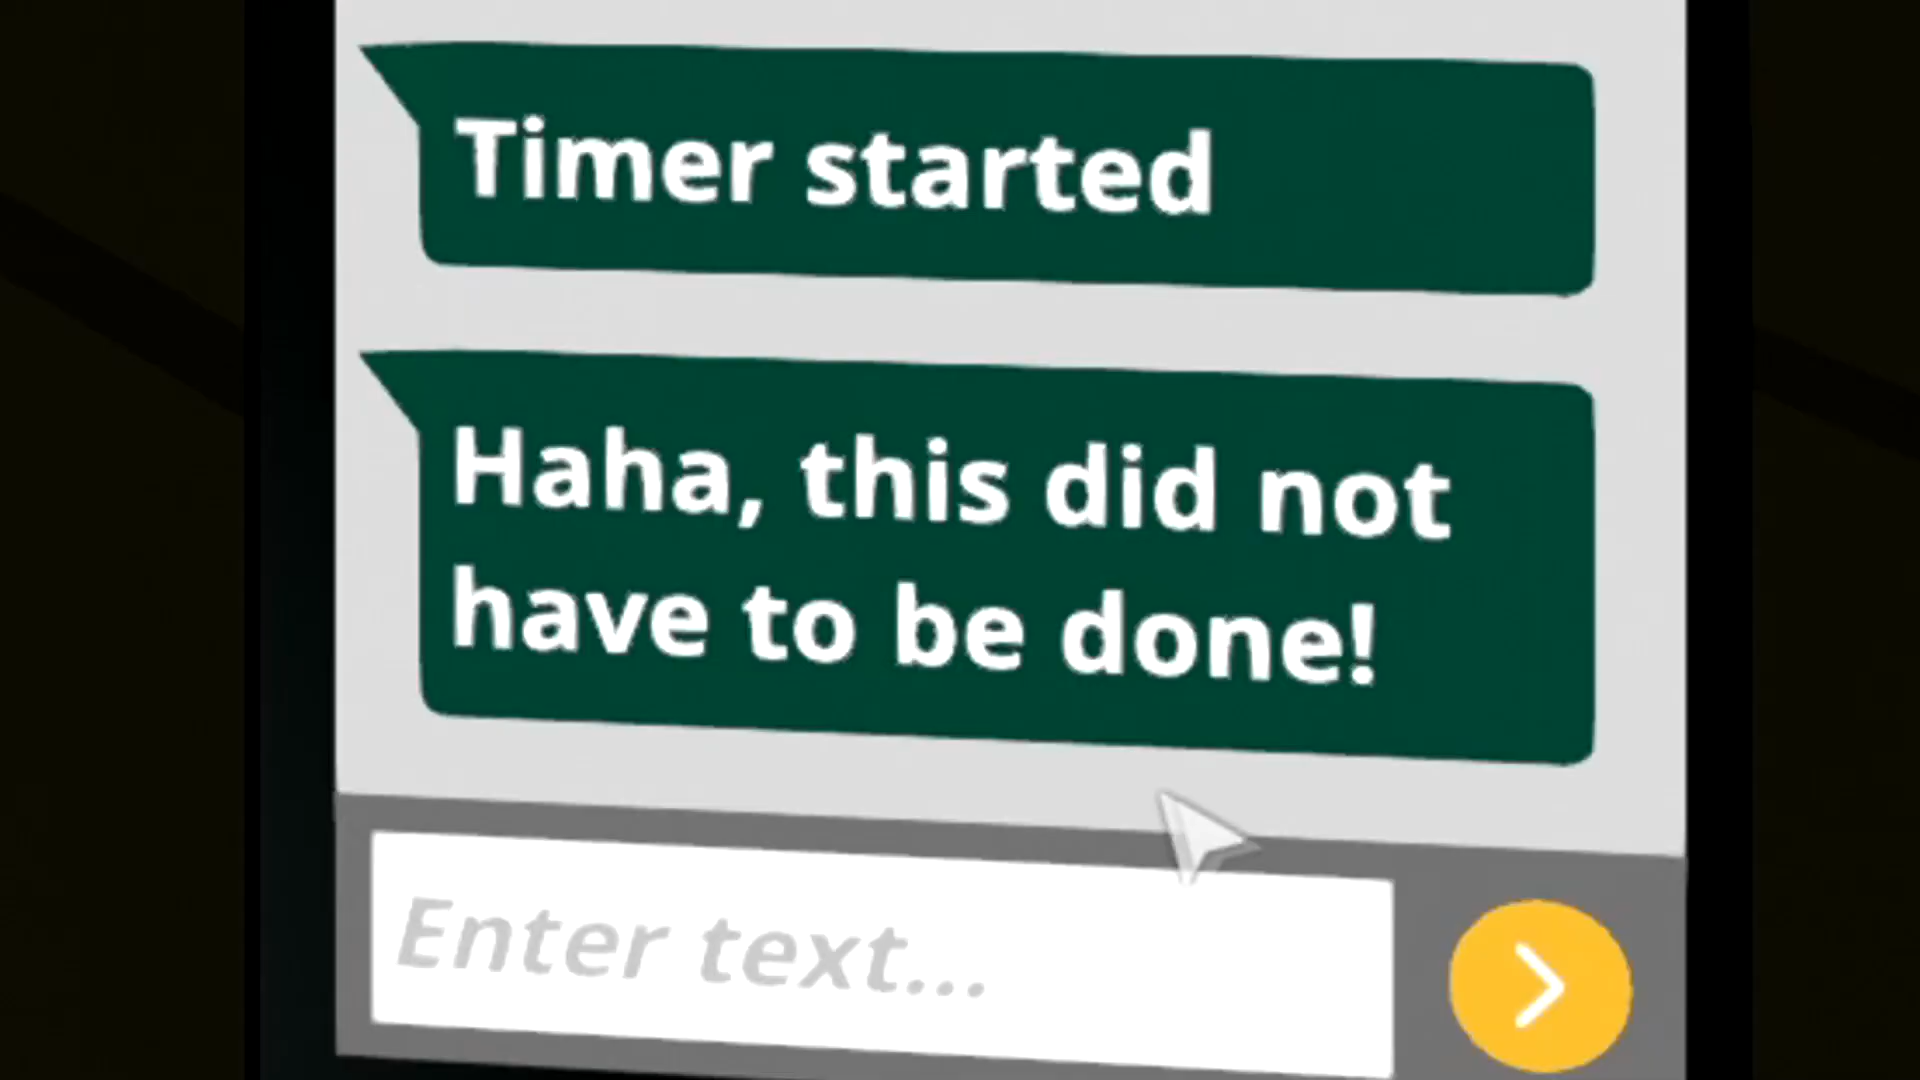 Timer started
Haha, this did not
have to be done!
Enter text...